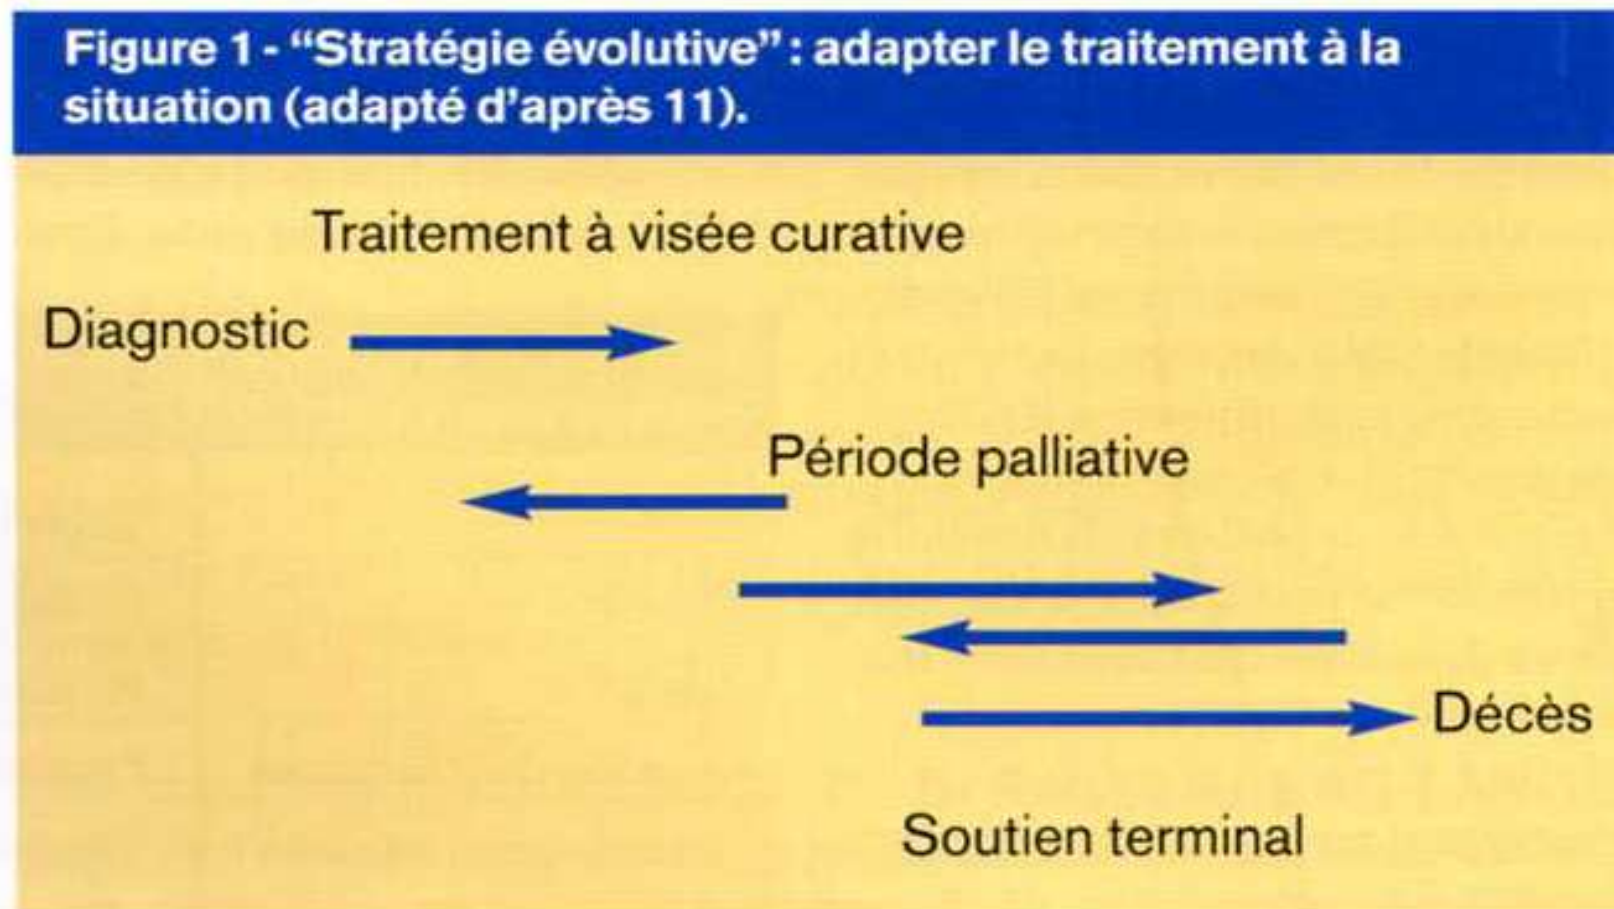 Figure 1 - “Stratégie évolutive” : adapter le traitement à la
situation (adapté d’après 11).
Traitement à visée curative
Diagnostic
Période palliative
Décès
Soutien terminal